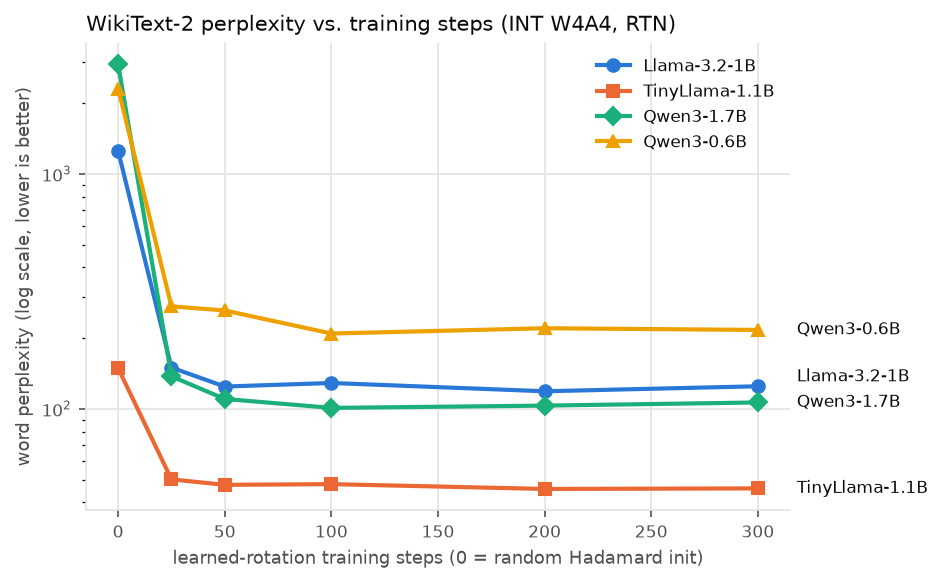 WikiText-2 perplexity vs. training steps (INT W4A4, RTN)
word perplexity (log scale, lower is better)
10³
10²
Llama-3.2-1B
TinyLlama-1.1B
Qwen3-1.7B
Qwen3-0.6B
Qwen3-0.6B
Llama-3.2-1B
Qwen3-1.7B
TinyLlama-1.1B
0 50 100 150 200 250 300
learned-rotation training steps (0 = random Hadamard init)